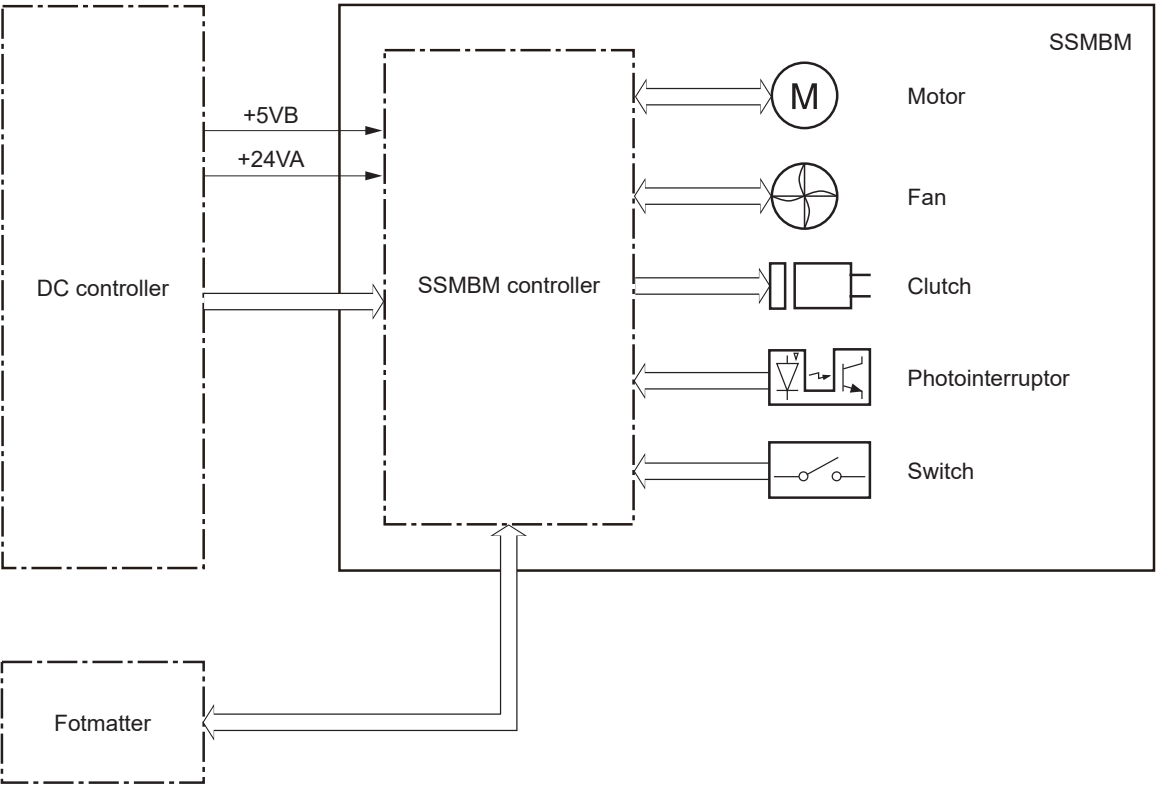 SSMBM
+5VB
+24VA
DC controller
SSMBM controller
M
Motor
Fan
Clutch
Photointerruptor
Switch
Fotmatter